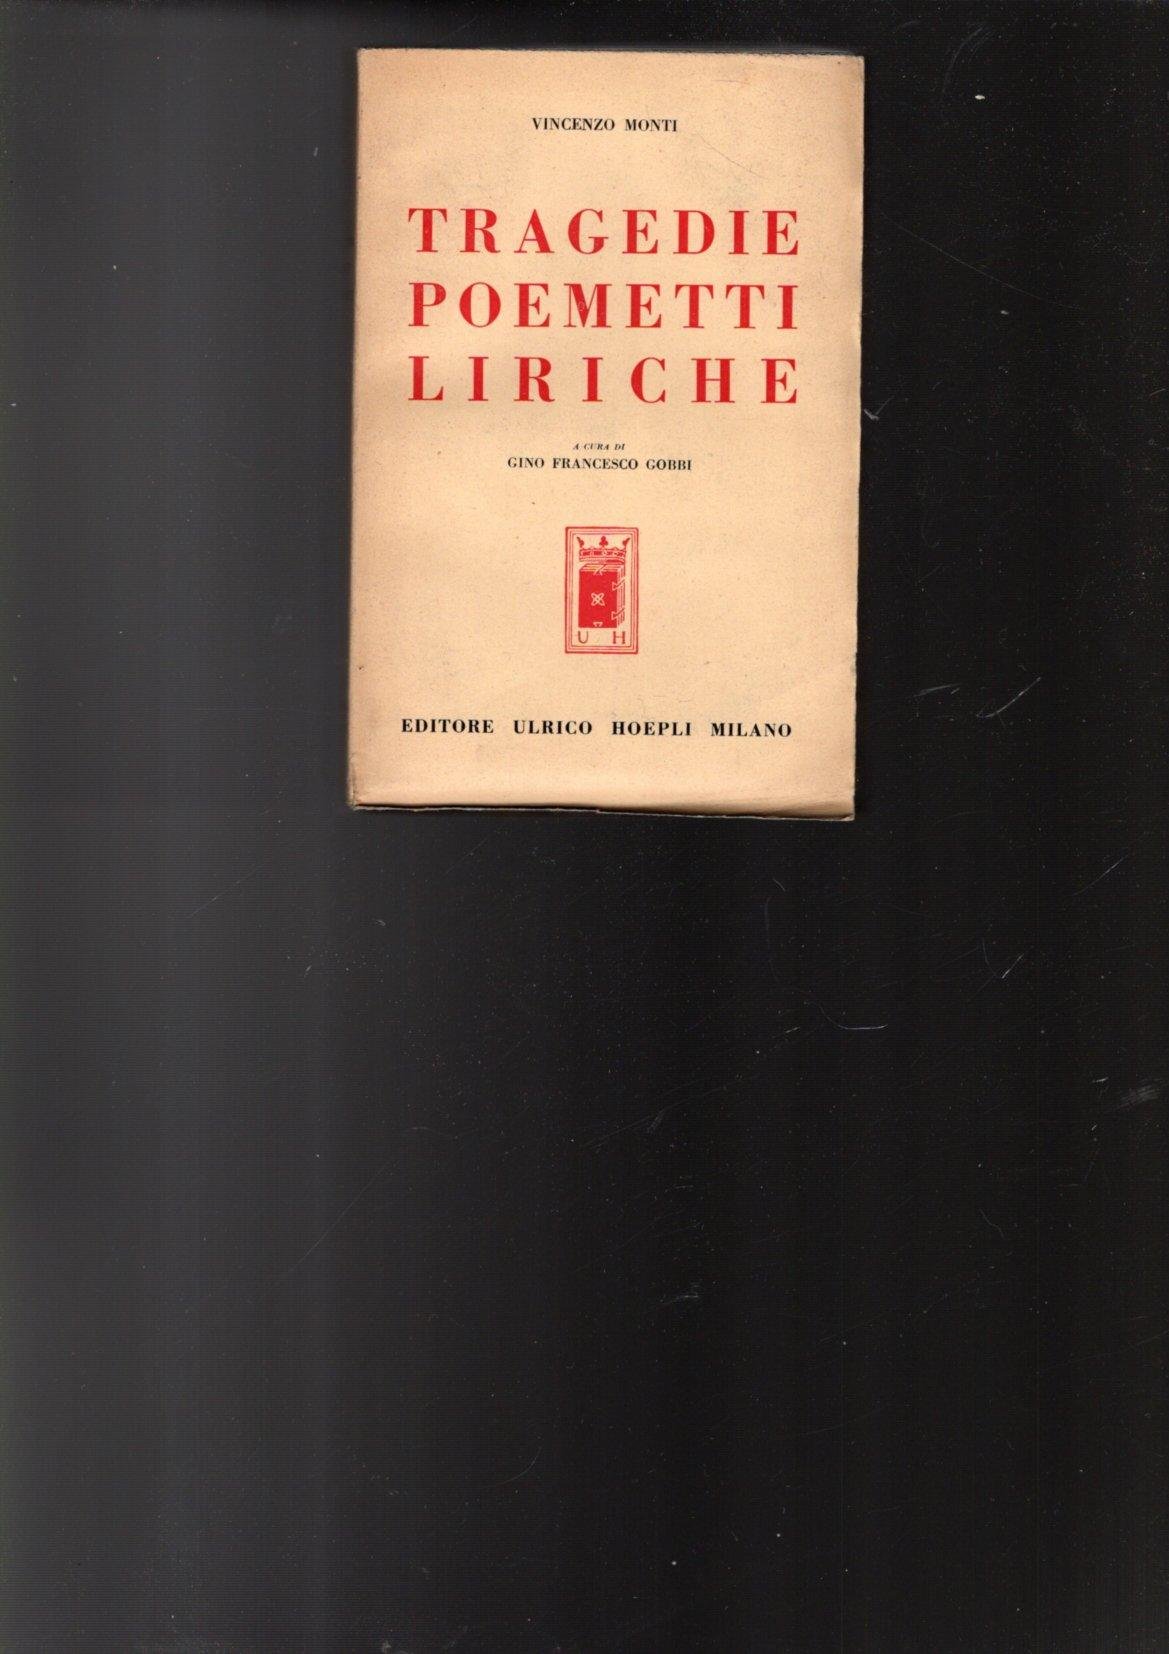 VINCENZO MONTI
TRAGEDIE
POEMETTI
LIRICHE
A CURA DI
GINO FRANCESCO GOBBI
U H
EDITORE ULRICO HOEPLI MILANO